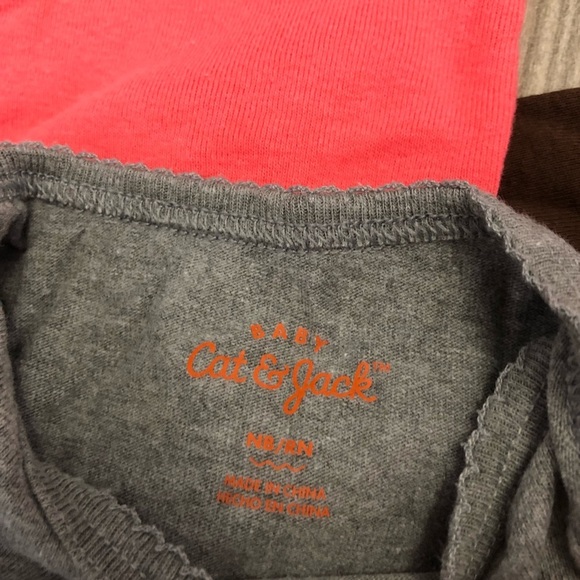 BABY
Cat & Jack™
NB/RN
MADE IN CHINA
HECHO EN CHINA